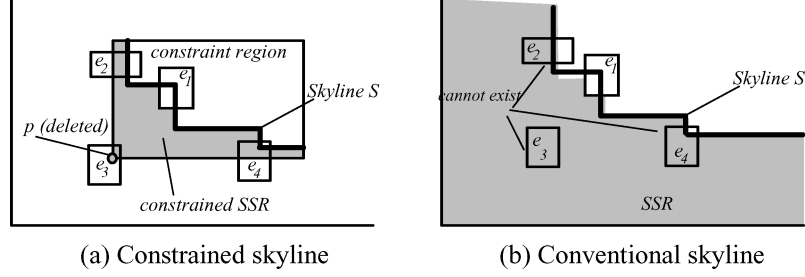 constraint region
e2
e1
Skyline S
p (deleted)
e3
e4
constrained SSR
(a) Constrained skyline
e2
e1
cannot exist
Skyline S
e3
e4
SSR
(b) Conventional skyline